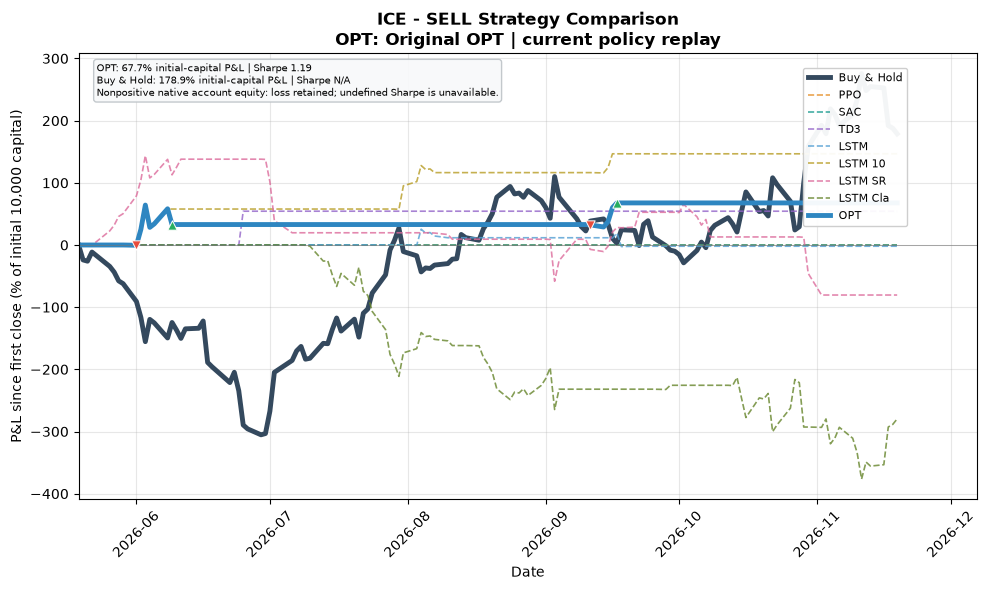 ICE - SELL Strategy Comparison
OPT: Original OPT | current policy replay
OPT: 67.7% initial-capital P&L | Sharpe 1.19
Buy & Hold: 178.9% initial-capital P&L | Sharpe N/A
Nonpositive native account equity: loss retained; undefined Sharpe is unavailable.
Buy & Hold
PPO
SAC
TD3
LSTM
LSTM 10
LSTM SR
LSTM Cla
OPT
P&L since first close (% of initial 10,000 capital)
300
200
100
0
−100
−200
−300
−400
2026-06
2026-07
2026-08
2026-09
2026-10
2026-11
2026-12
Date